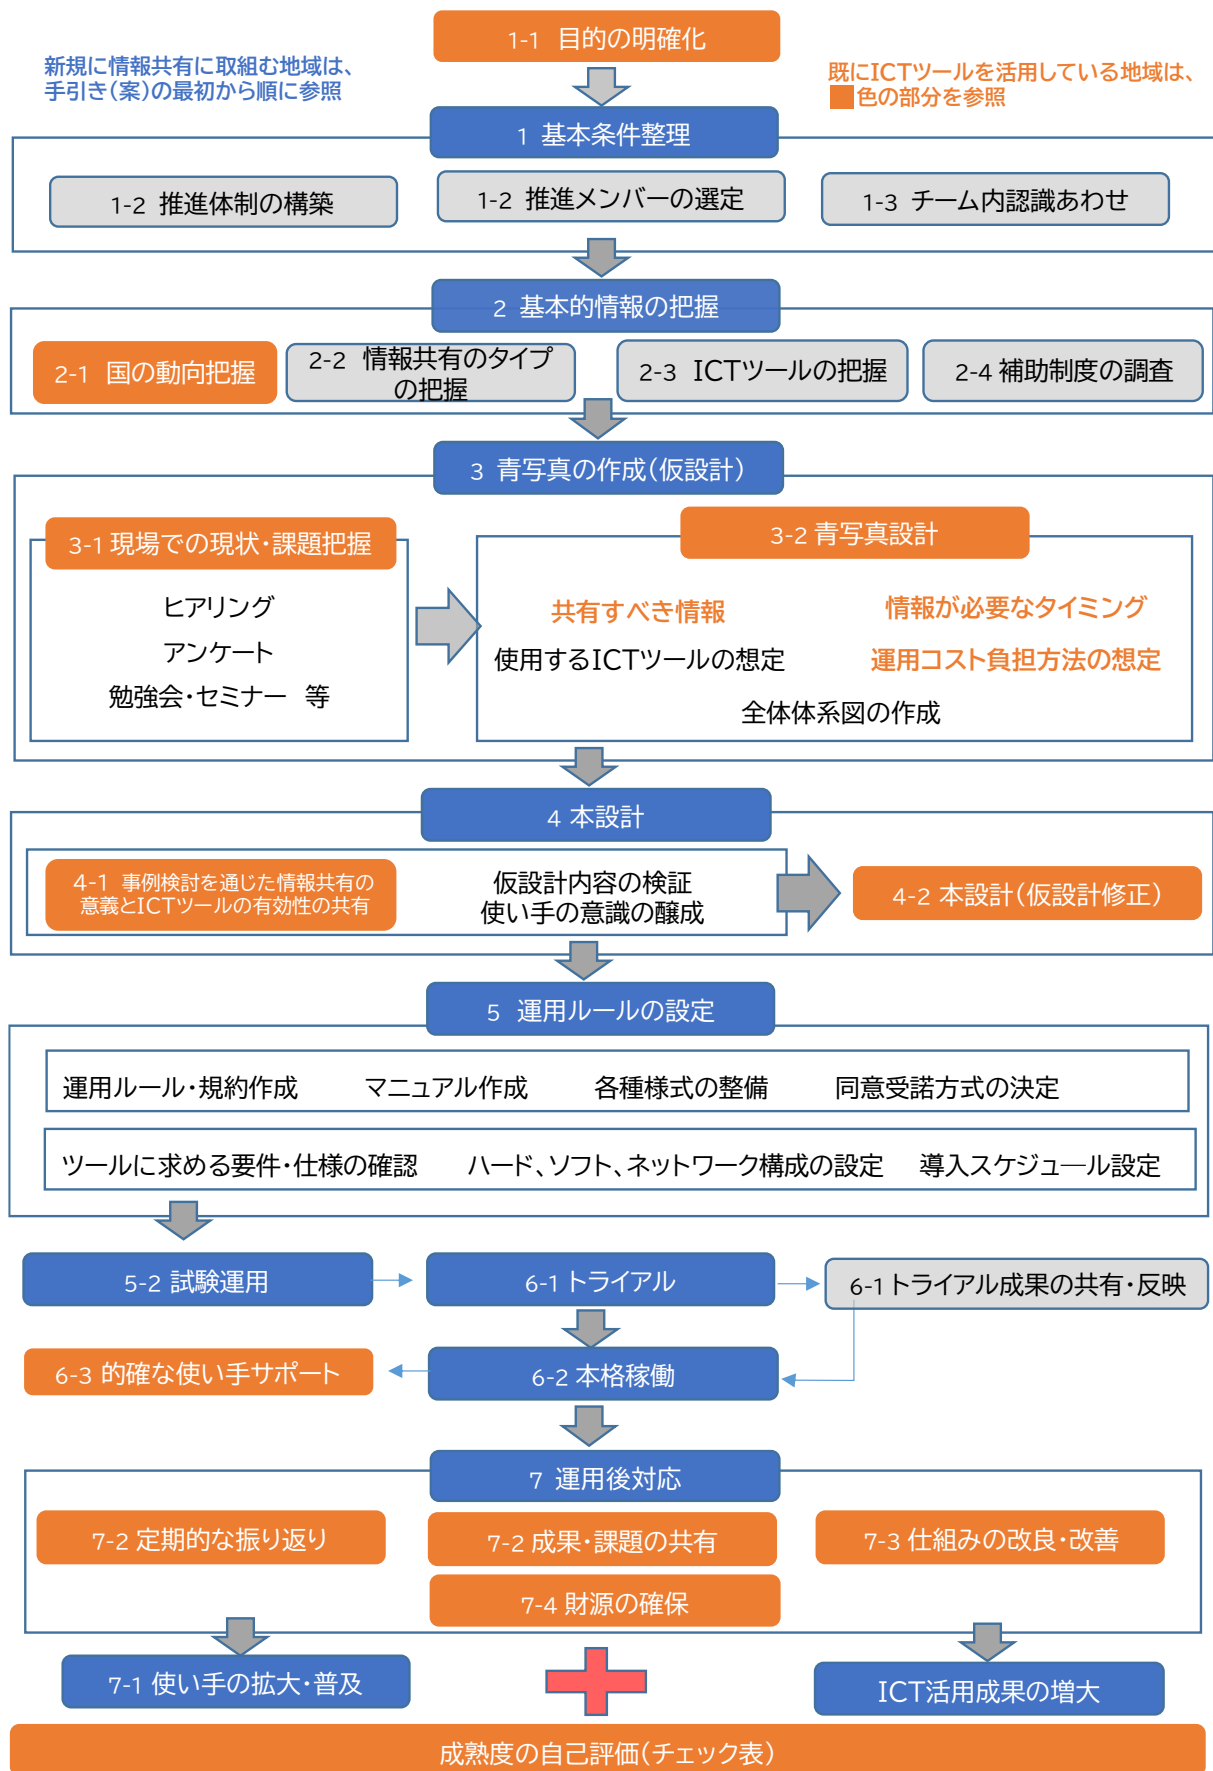 1-1 目的の明確化
新規に情報共有に取組む地域は、
手引き（案）の最初から順に参照
既にICTツールを活用している地域は、
色の部分を参照
1 基本条件整理
1-2 推進体制の構築
1-2 推進メンバーの選定
1-3 チーム内認識あわせ
2 基本的情報の把握
2-1 国の動向把握
2-2 情報共有のタイプ
の把握
2-3 ICTツールの把握
2-4 補助制度の調査
3 青写真の作成（仮設計）
3-1 現場での現状・課題把握
ヒアリング
アンケート
勉強会・セミナー 等
3-2 青写真設計
共有すべき情報
情報が必要なタイミング
使用するICTツールの想定
運用コスト負担方法の想定
全体体系図の作成
4 本設計
4-1 事例検討を通じた情報共有の
意義とICTツールの有効性の共有
仮設計内容の検証
使い手の意識の醸成
4-2 本設計（仮設計修正）
5 運用ルールの設定
運用ルール・規約作成 マニュアル作成 各種様式の整備 同意受諾方式の決定
ツールに求める要件・仕様の確認 ハード、ソフト、ネットワーク構成の設定 導入スケジュ―ル設定
5-2 試験運用
6-1 トライアル
6-1 トライアル成果の共有・反映
6-3 的確な使い手サポート
6-2 本格稼働
7 運用後対応
7-2 定期的な振り返り
7-2 成果・課題の共有
7-3 仕組みの改良・改善
7-4 財源の確保
7-1 使い手の拡大・普及
ICT活用成果の増大
成熟度の自己評価（チェック表）